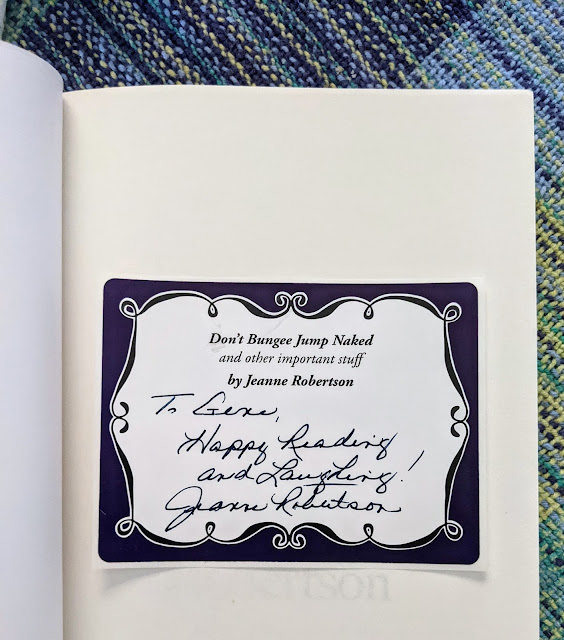 Don't Bungee Jump Naked
and other important stuff
by Jeanne Robertson
To Gene,
Happy Reading
and Laughing!
Jeanne Robertson